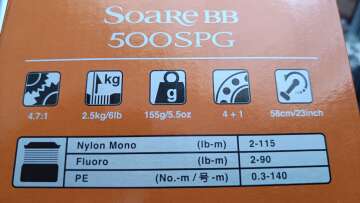 Soare BB
500SPG
kg
g
4.7:1 2.5kg/6lb 155g/5.5oz 4 + 1 58cm/23inch
Nylon Mono (lb-m) 2-115
Fluoro (lb-m) 2-90
PE (No.-m / 号-m) 0.3-140